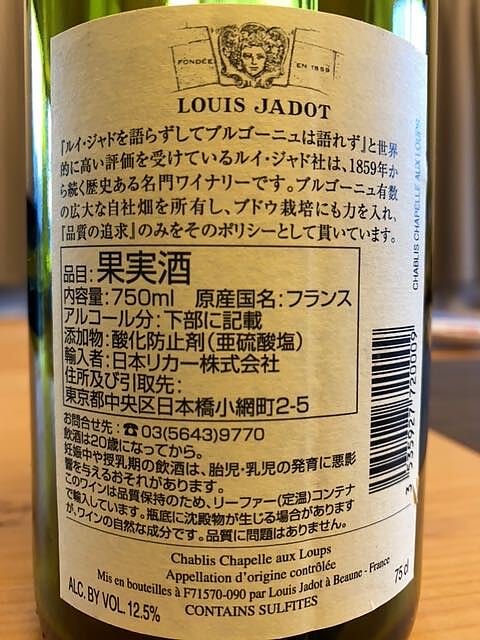 FONDÉE EN 1859
LOUIS JADOT
『ルイ・ジャドを語らずしてブルゴーニュは語れず』と世界
的に高い評価を受けているルイ・ジャド社は、1859年か
ら続く歴史ある名門ワイナリーです。ブルゴーニュ有数
の広大な自社畑を所有し、ブドウ栽培にも力を入れ、
『品質の追求』のみをそのポリシーとして貫いています。
品目:果実酒
内容量:750ml 原産国名:フランス
アルコール分:下部に記載
添加物:酸化防止剤(亜硫酸塩)
輸入者:日本リカー株式会社
住所及び引取先:
東京都中央区日本橋小網町2-5
お問合せ先:☎03(5643)9770
飲酒は20歳になってから。
妊娠中や授乳期の飲酒は、胎児・乳児の発育に悪影
響を与えるおそれがあります。
このワインは品質保持のため、リーファー(定温)コンテナ
で輸入しています。瓶底に沈殿物が生じる場合があります
が、ワインの自然な成分です。品質に問題はありません。
Chablis Chapelle aux Loups
Appellation d'origine contrôlée
Mis en bouteilles à F71570-090 par Louis Jadot à Beaune - France
ALC. BY VOL. 12.5%
CONTAINS SULFITES
75 cl
CHABLIS CHAPELLE AUX LOUPS
3 535927 720009